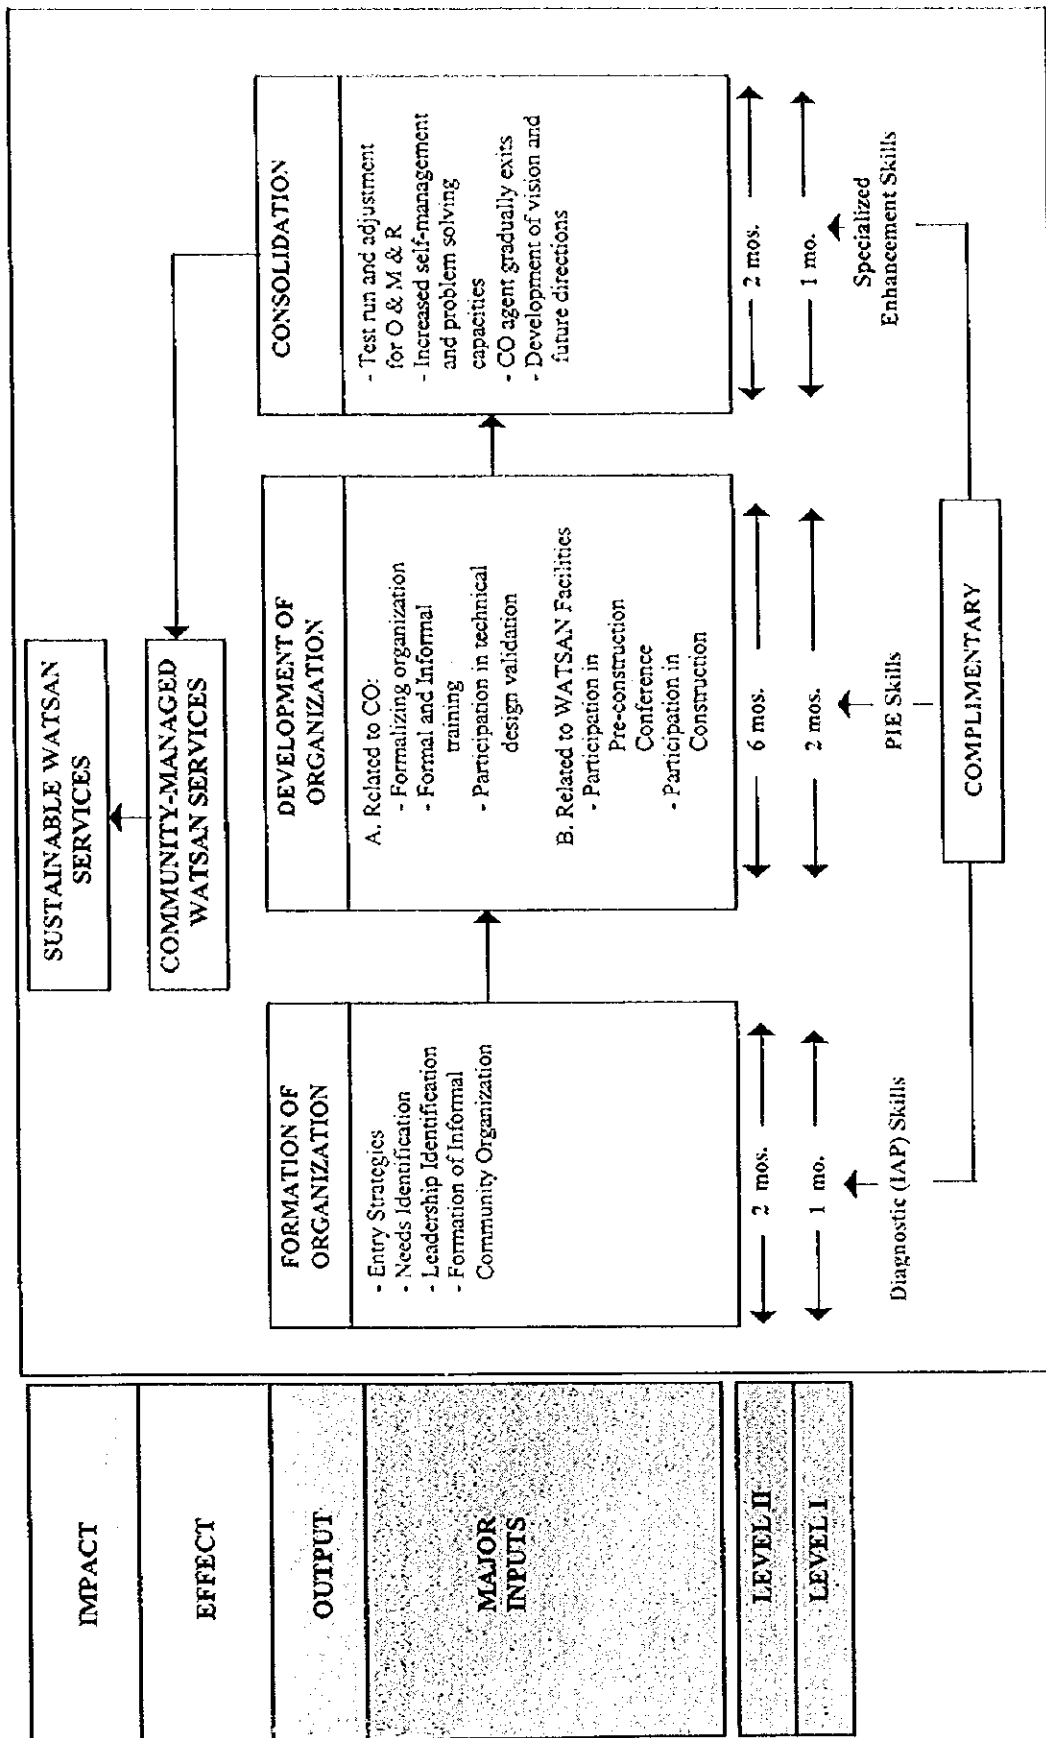 IMPACT
EFFECT
OUTPUT
MAJOR
INPUTS
LEVEL II
LEVEL I
SUSTAINABLE WATSAN
SERVICES
COMMUNITY-MANAGED
WATSAN SERVICES
FORMATION OF
ORGANIZATION
- Entry Strategies
- Needs Identification
- Leadership Identification
- Formation of Informal
Community Organization
2 mos.
1 mo.
Diagnostic (IAP) Skills
DEVELOPMENT OF
ORGANIZATION
A. Related to CO:
- Formalizing organization
- Formal and Informal
training
- Participation in technical
design validation
B. Related to WATSAN Facilities
- Participation in
Pre-construction
Conference
- Participation in
Construction
6 mos.
2 mos.
PIE Skills
CONSOLIDATION
- Test run and adjustment
for O & M & R
- Increased self-management
and problem solving
capacities
- CO agent gradually exits
- Development of vision and
future directions
2 mos.
1 mo.
Specialized
Enhancement Skills
COMPLIMENTARY